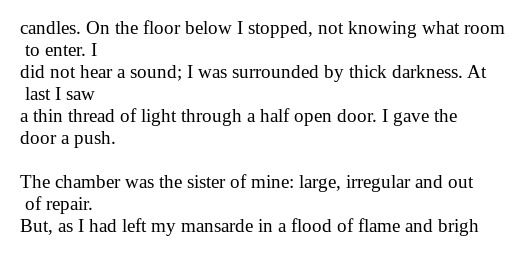 candles. On the floor below I stopped, not knowing what room
to enter. I
did not hear a sound; I was surrounded by thick darkness. At
last I saw
a thin thread of light through a half open door. I gave the
door a push.

The chamber was the sister of mine: large, irregular and out
of repair.
But, as I had left my mansarde in a flood of flame and brigh